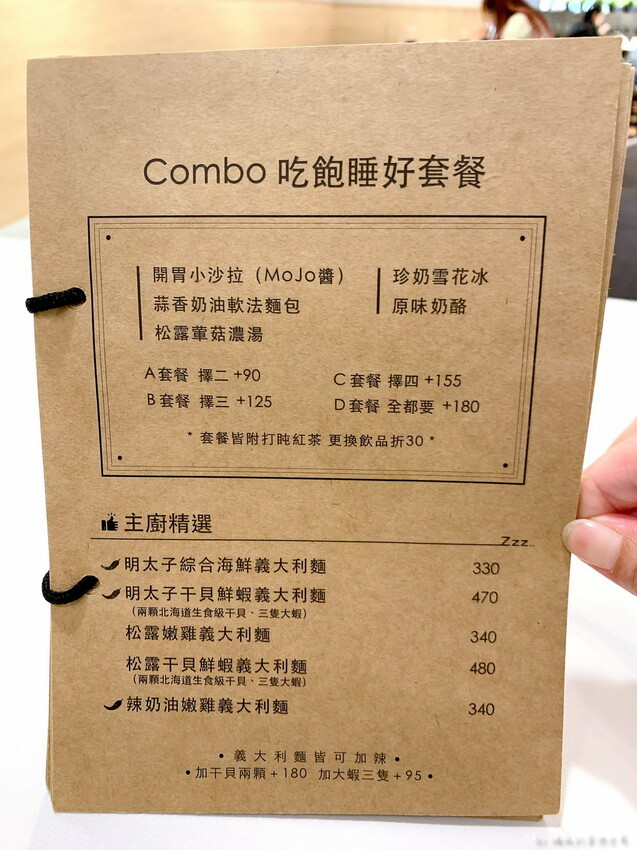 Combo 吃飽睡好套餐
開胃小沙拉（MoJo醬）
蒜香奶油軟法麵包
松露蕈菇濃湯
珍奶雪花冰
原味奶酪
A套餐 擇二 +90
B套餐 擇三 +125
C套餐 擇四 +155
D套餐 全都要 +180
* 套餐皆附打盹紅茶 更換飲品折30 *
主廚精選
Zzz...
明太子綜合海鮮義大利麵 330
明太子干貝鮮蝦義大利麵 470
（兩顆北海道生食級干貝、三隻大蝦）
松露嫩雞義大利麵 340
松露干貝鮮蝦義大利麵 480
（兩顆北海道生食級干貝、三隻大蝦）
辣奶油嫩雞義大利麵 340
• 義大利麵皆可加辣 •
• 加干貝兩顆+180 加大蝦三隻+95 •